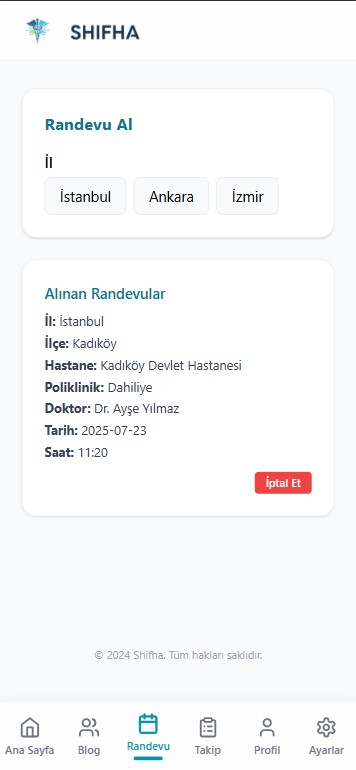 SHIFHA
Randevu Al
İl
İstanbul Ankara İzmir
Alınan Randevular
İl: İstanbul
İlçe: Kadıköy
Hastane: Kadıköy Devlet Hastanesi
Poliklinik: Dahiliye
Doktor: Dr. Ayşe Yılmaz
Tarih: 2025-07-23
Saat: 11:20
İptal Et
© 2024 Shifha. Tüm hakları saklıdır.
Ana Sayfa Blog Randevu Takip Profil Ayarlar